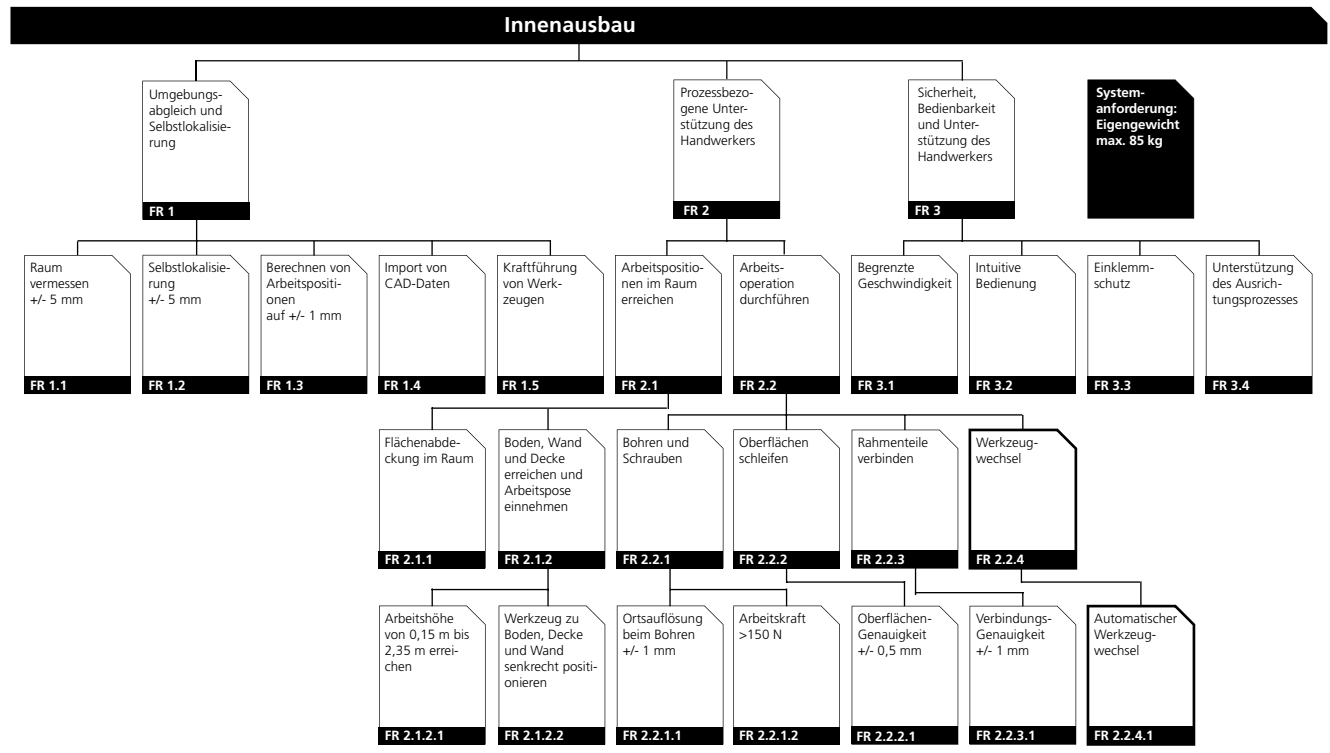 Innenausbau
Umgebungs-
abgleich und
Selbstlokalisie-
rung
FR 1
Prozessbezo-
gene Unter-
stützung des
Handwerkers
FR 2
Sicherheit,
Bedienbarkeit
und Unter-
stützung des
Handwerkers
FR 3
System-
anforderung:
Eigengewicht
max. 85 kg
Raum
vermessen
+/- 5 mm
FR 1.1
Selbstlokalisie-
rung
+/- 5 mm
FR 1.2
Berechnen von
Arbeitspositi-
onen
auf +/- 1 mm
FR 1.3
Import von
CAD-Daten
FR 1.4
Kraftführung
von Werk-
zeugen
FR 1.5
Arbeitspositio-
nen im Raum
erreichen
FR 2.1
Arbeits-
operation
durchführen
FR 2.2
Begrenzte
Geschwindigkeit
FR 3.1
Intuitive
Bedienung
FR 3.2
Einklemm-
schutz
FR 3.3
Unterstützung
des Ausrich-
tungsprozesses
FR 3.4
Flächenabde-
ckung im Raum
FR 2.1.1
Boden, Wand
und Decke
erreichen und
Arbeitspose
einnehmen
FR 2.1.2
Bohren und
Schrauben
FR 2.2.1
Oberflächen
schleifen
FR 2.2.2
Rahmenteile
verbinden
FR 2.2.3
Werkzeug-
wechsel
FR 2.2.4
Arbeitshöhe
von 0,15 m bis
2,35 m errei-
chen
FR 2.1.2.1
Werkzeug zu
Boden, Decke
und Wand
senkrecht positi-
onieren
FR 2.1.2.2
Ortsauflösung
beim Bohren
+/- 1 mm
FR 2.2.1.1
Arbeitskraft
>150 N
FR 2.2.1.2
Oberflächen-
Genauigkeit
+/- 0,5 mm
FR 2.2.2.1
Verbindungs-
Genauigkeit
+/- 1 mm
FR 2.2.3.1
Automatischer
Werkzeug-
wechsel
FR 2.2.4.1